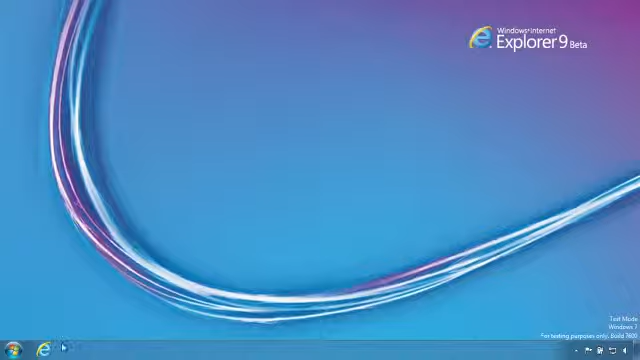 Windows Internet
Explorer 9 Beta
Test Mode
Windows 7
For testing purposes only. Build 7600